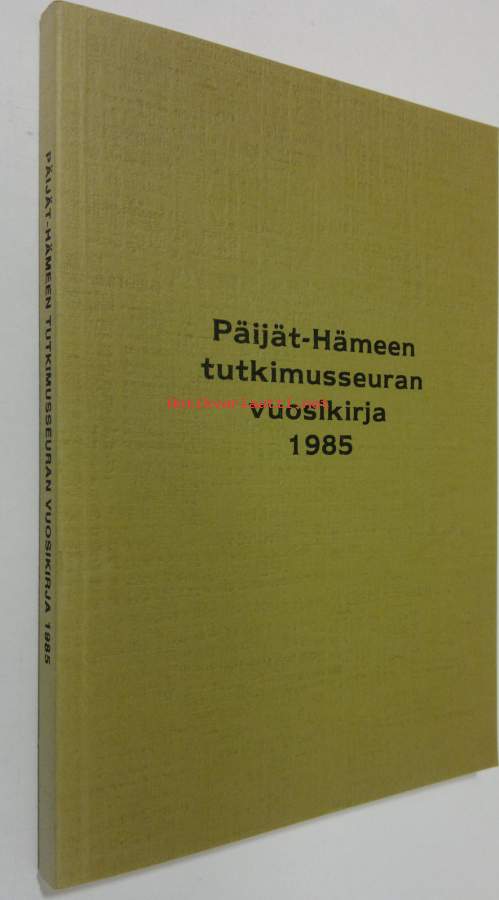 Päijät-Hämeen
tutkimusseuran
vuosikirja
1985
PÄIJÄT-HÄMEEN TUTKIMUSSEURAN VUOSIKIRJA 1985